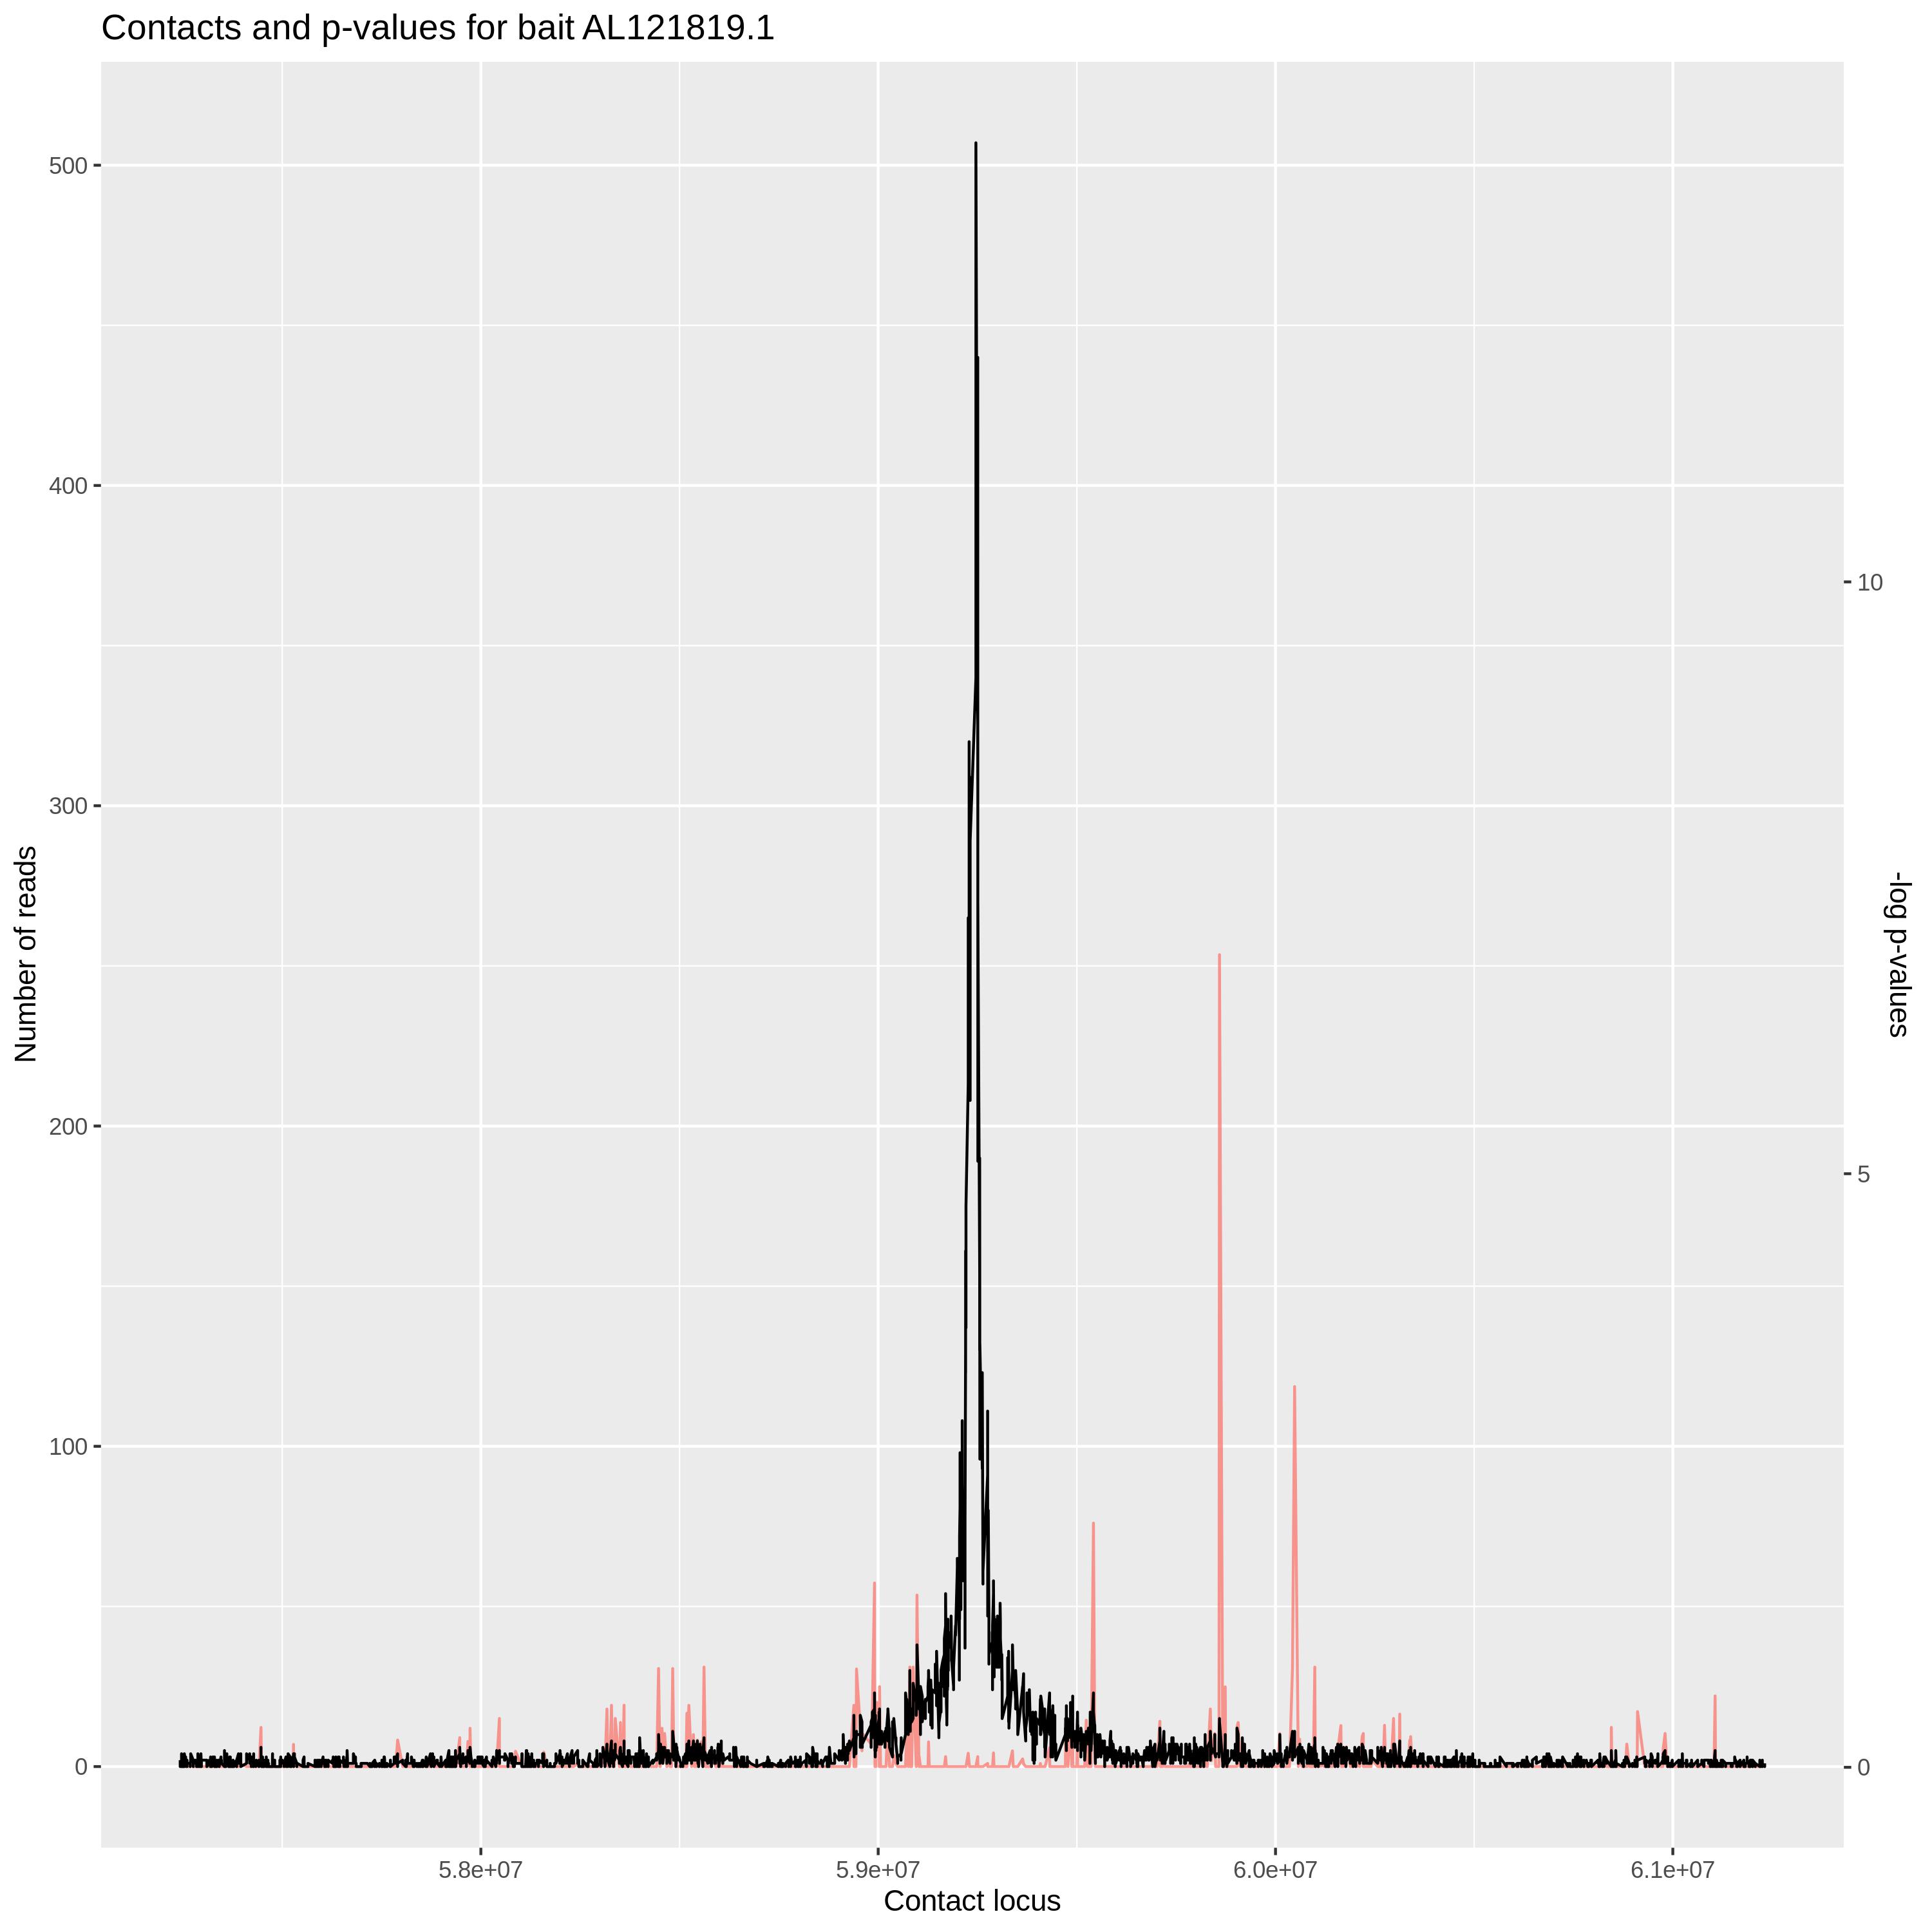 Contacts and p-values for bait AL121819.1
500
400
300
200
100
0
Number of reads
10
5
0
-log p-values
5.8e+07
5.9e+07
6.0e+07
6.1e+07
Contact locus